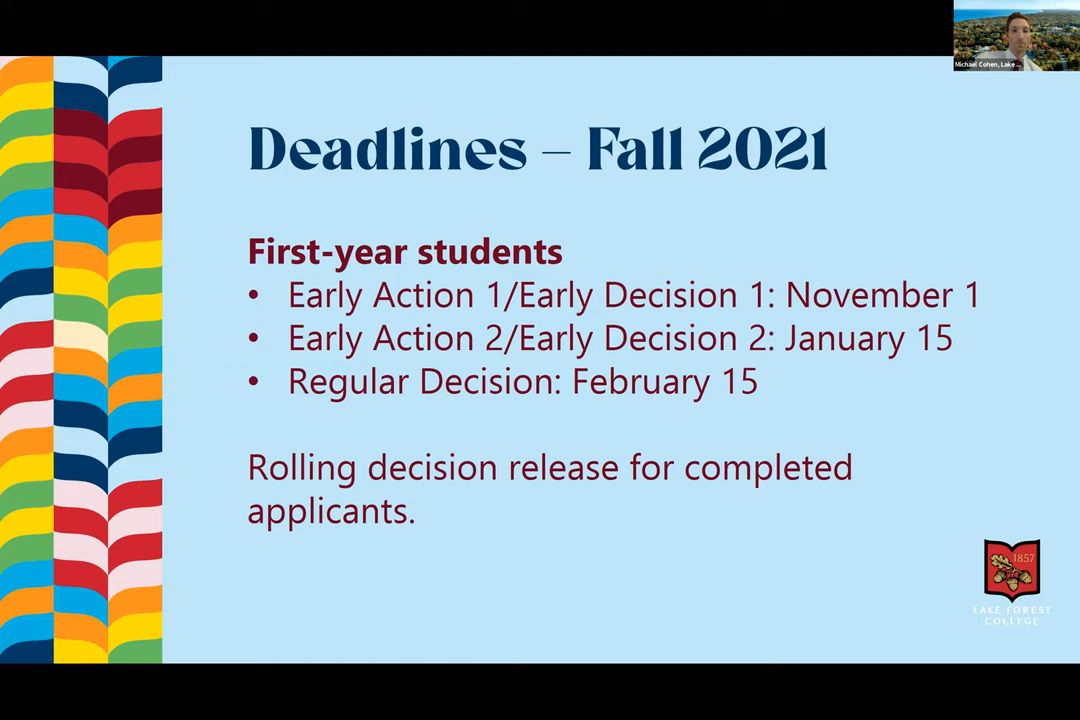 Michael Cohen, Lake ...
Deadlines – Fall 2021
First-year students
• Early Action 1/Early Decision 1: November 1
• Early Action 2/Early Decision 2: January 15
• Regular Decision: February 15
Rolling decision release for completed
applicants.
1857
LAKE FOREST
COLLEGE